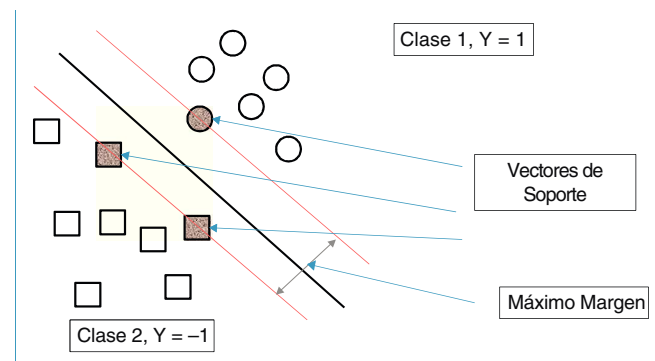 Clase 1, Y = 1
Vectores de
Soporte
Máximo Margen
Clase 2, Y = –1